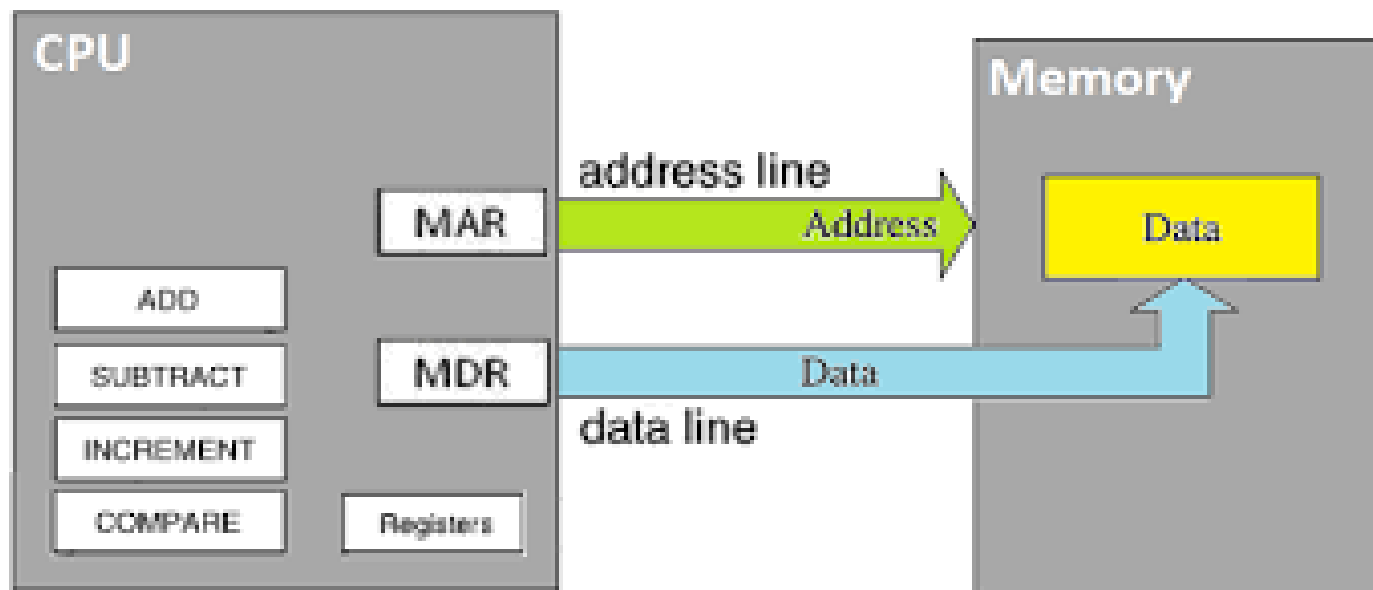 CPU
Memory
address line
MAR
Address
Data
ADD
SUBTRACT
MDR
Data
data line
INCREMENT
COMPARE
Registers